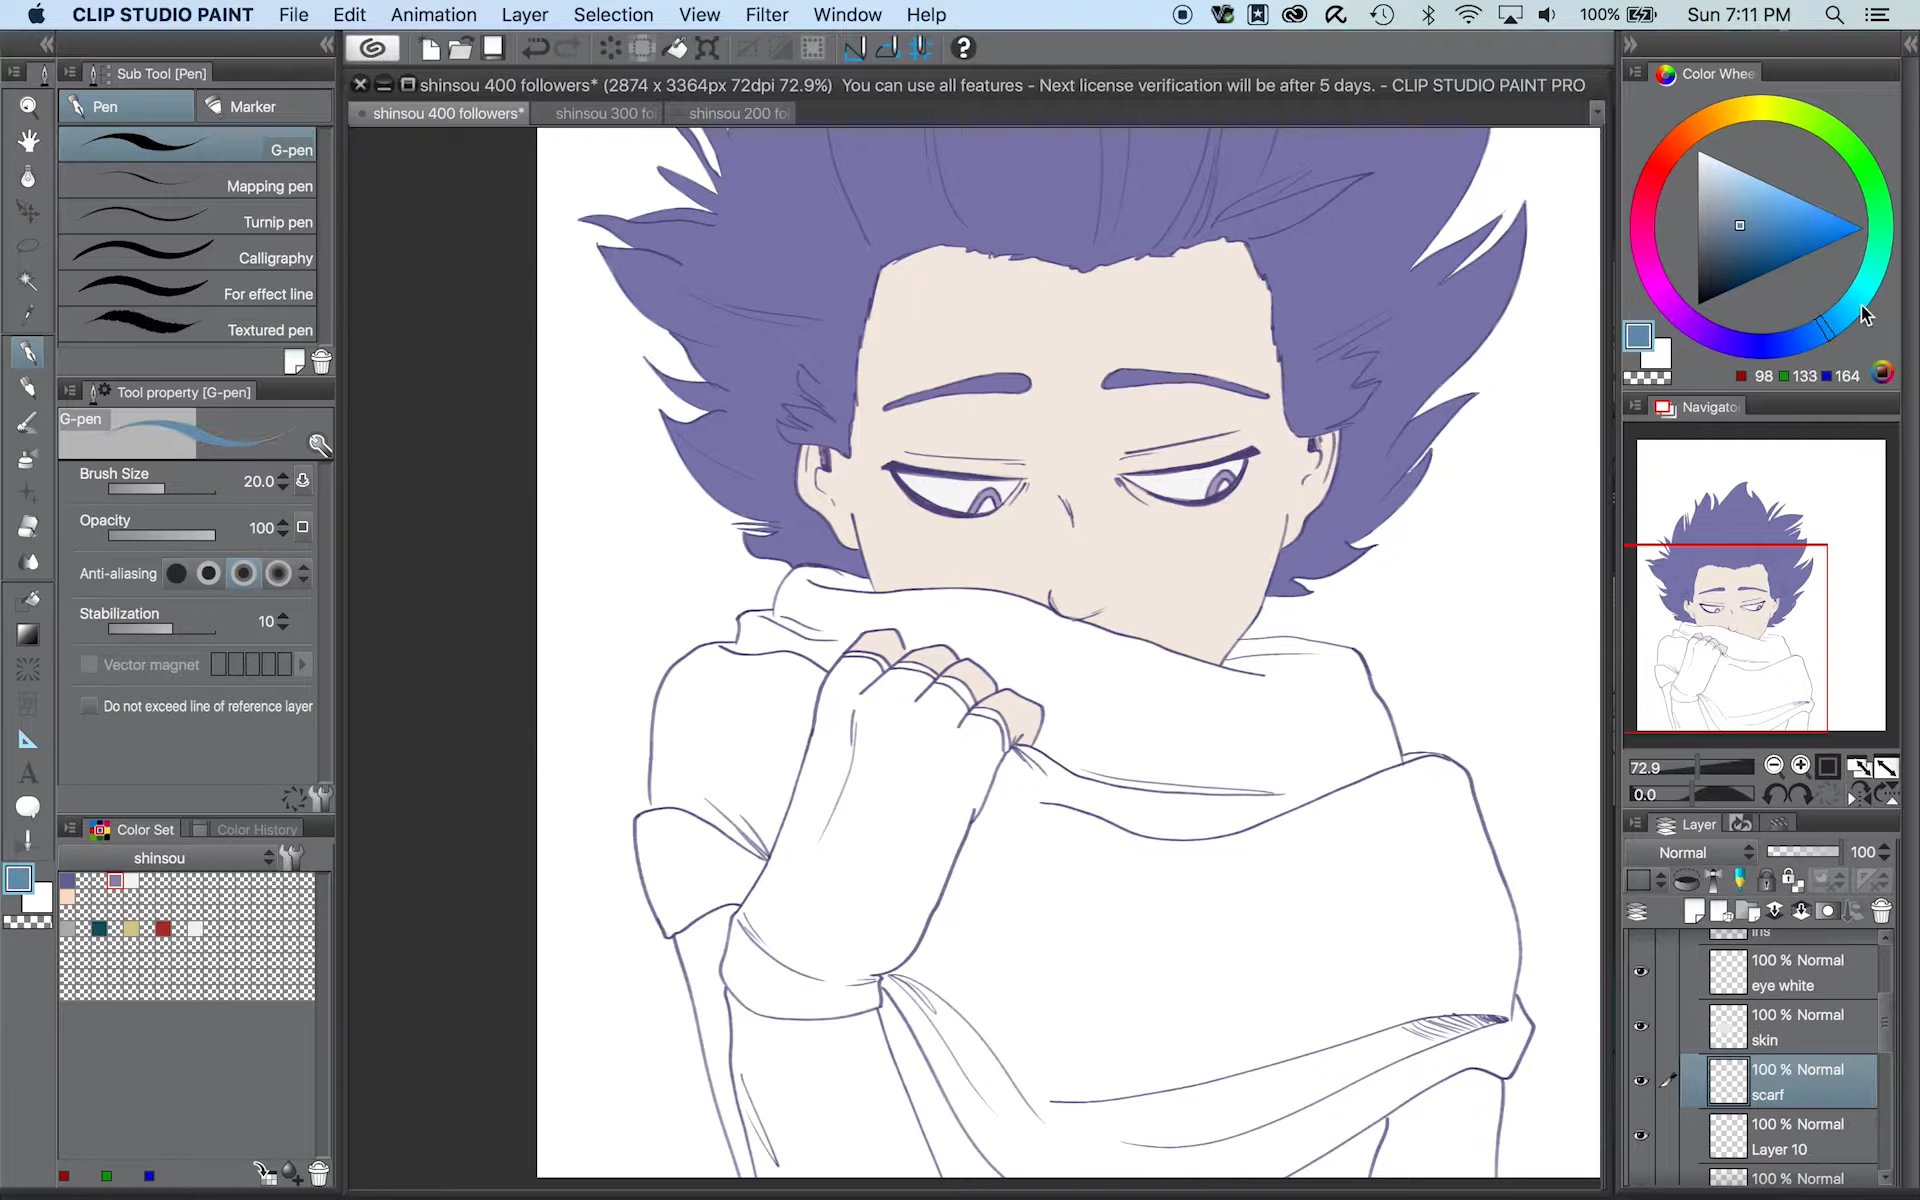 CLIP STUDIO PAINT File Edit Animation Layer Selection View Filter Window Help 100% Sun 7:11 PM
Sub Tool [Pen]
Pen Marker
G-pen
Mapping pen
Turnip pen
Calligraphy
For effect line
Textured pen
Tool property [G-pen]
G-pen
Brush Size 20.0
Opacity 100
Anti-aliasing
Stabilization 10
Vector magnet
Do not exceed line of reference layer
Color Set Color History
shinsou
A
shinsou 400 followers* (2874 x 3364px 72dpi 72.9%) You can use all features - Next license verification will be after 5 days. - CLIP STUDIO PAINT PRO
shinsou 400 followers* shinsou 300 fol shinsou 200 fol
Color Whee
98 133 164
Navigato
72.9
0.0
Layer
Normal 100
iris
100 % Normal
eye white
100 % Normal
skin
100 % Normal
scarf
100 % Normal
Layer 10
100 % Normal